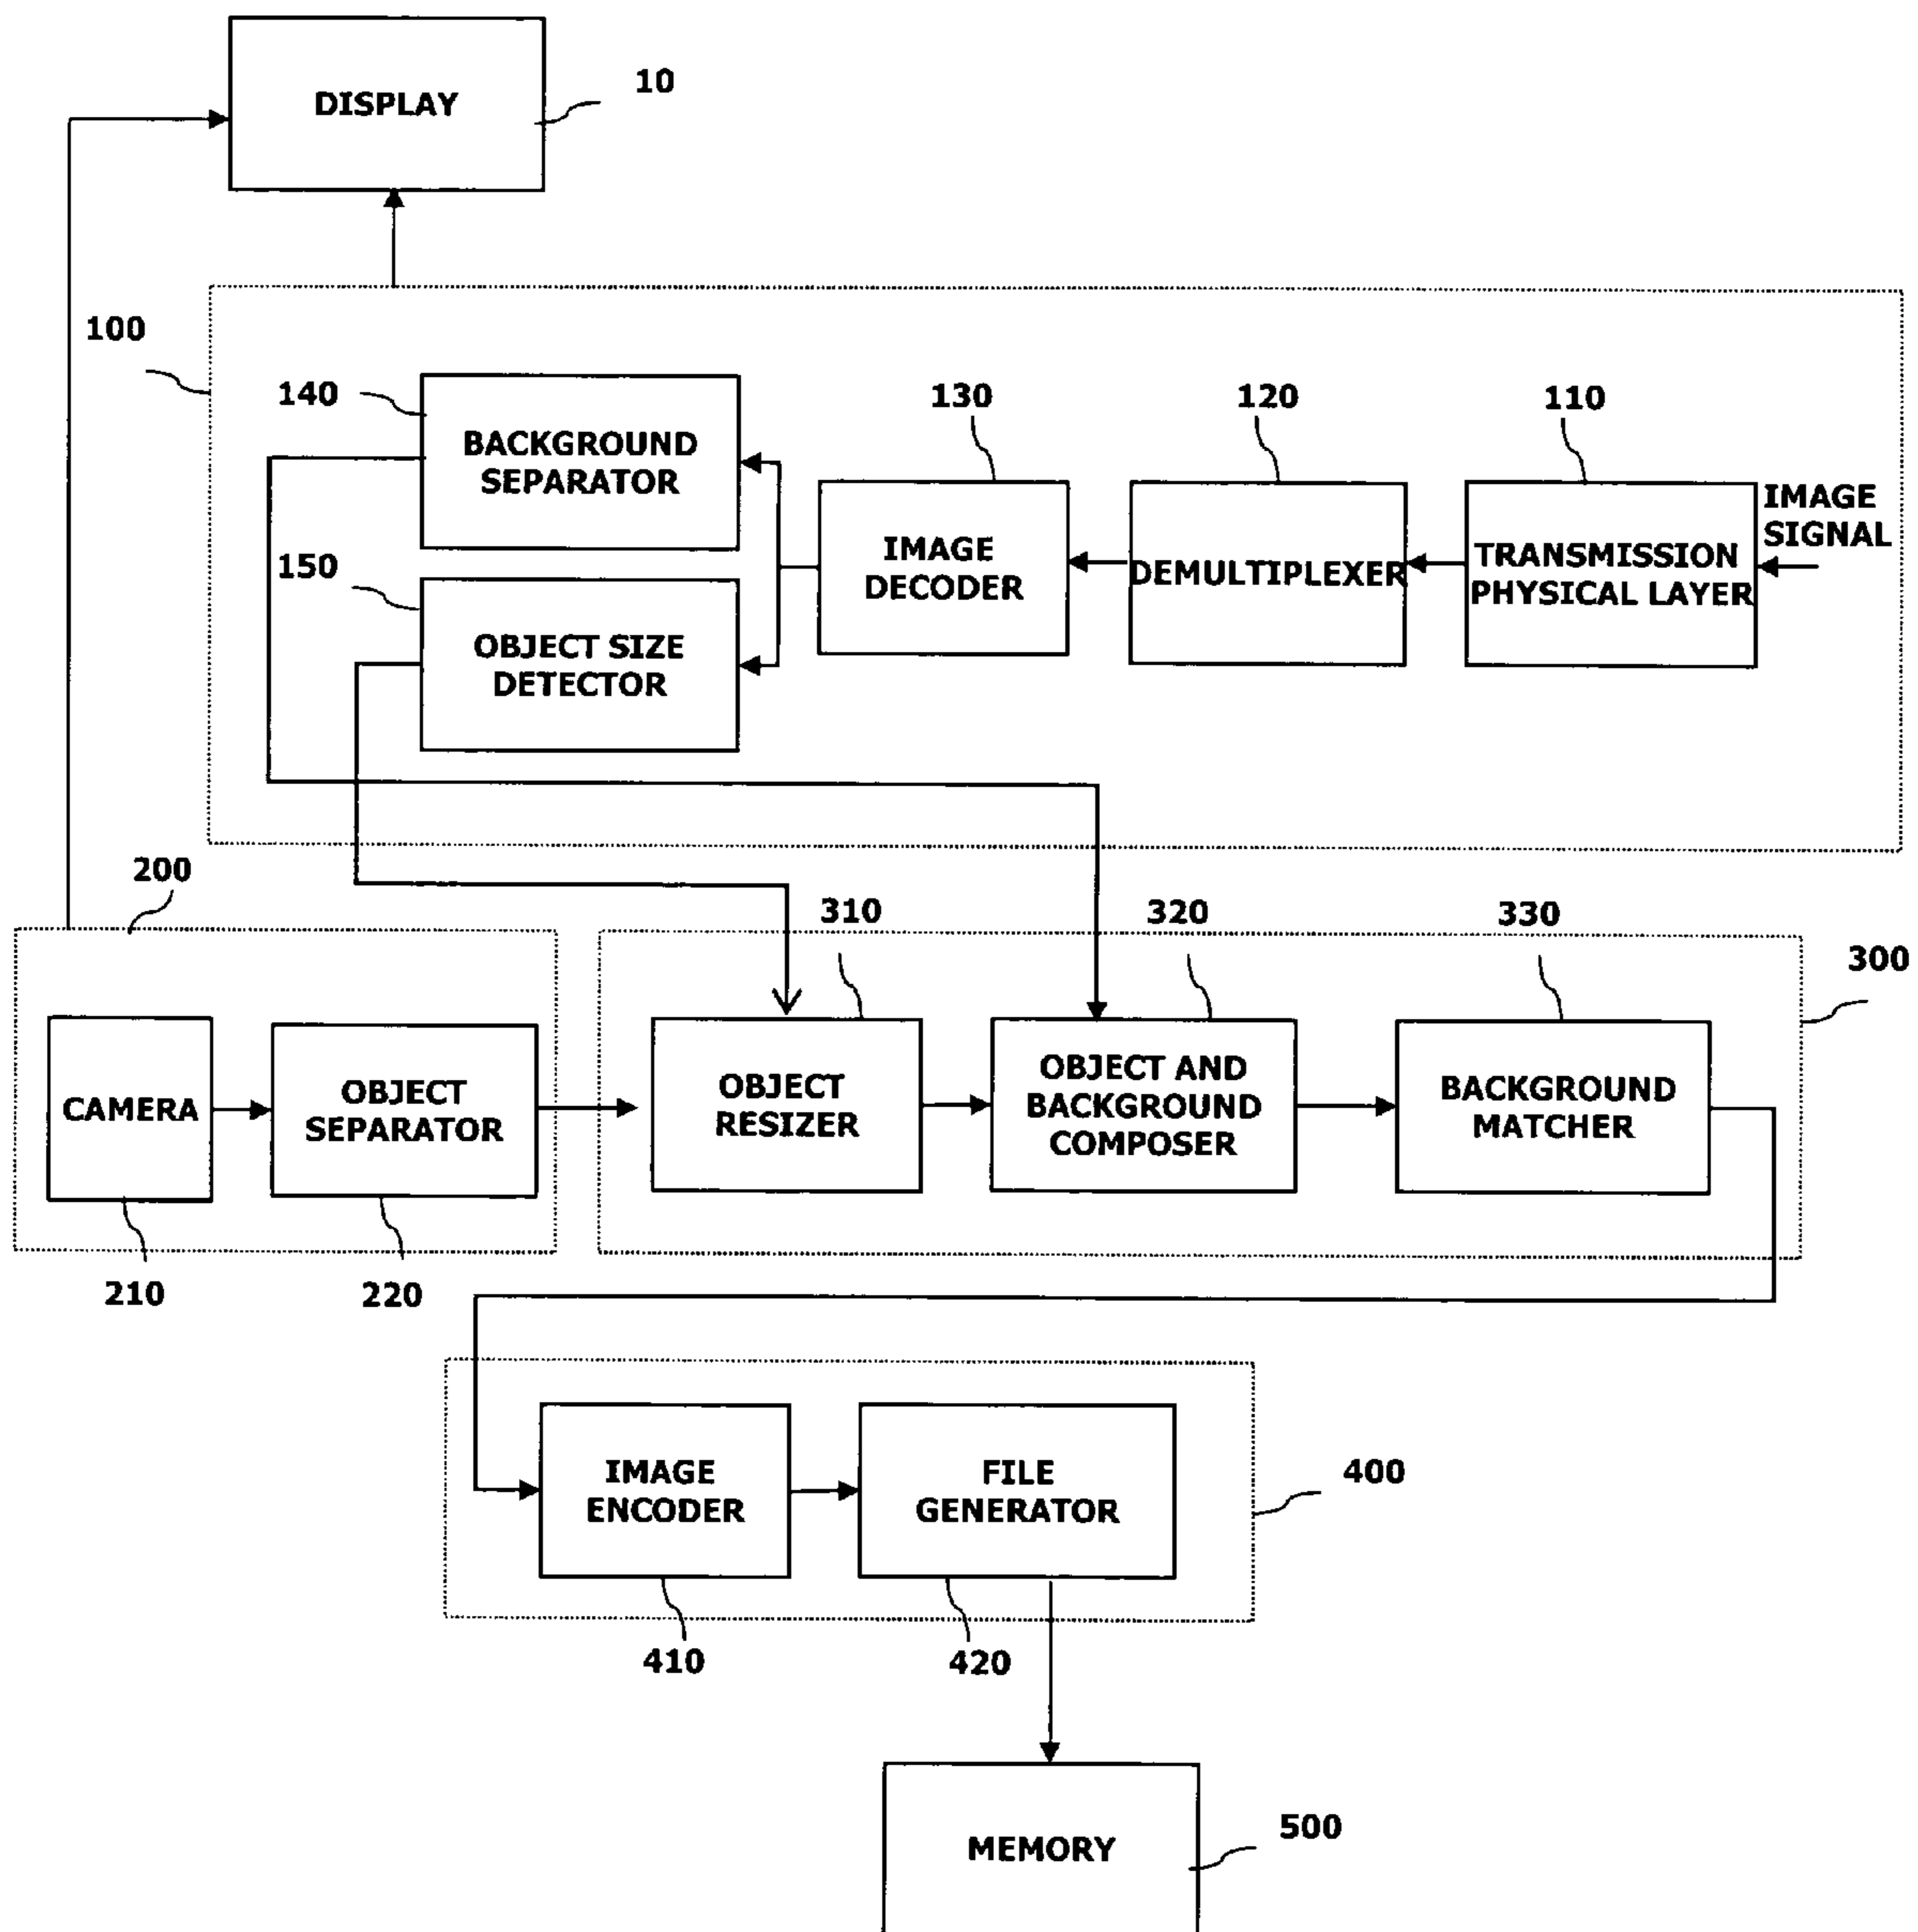 10
DISPLAY
100
140
130
120
110
BACKGROUND
SEPARATOR
IMAGE
SIGNAL
150
IMAGE
DECODER
DEMULTIPLEXER
TRANSMISSION
PHYSICAL LAYER
OBJECT SIZE
DETECTOR
200
310
320
330
300
CAMERA
OBJECT
SEPARATOR
OBJECT
RESIZER
OBJECT AND
BACKGROUND
COMPOSER
BACKGROUND
MATCHER
210
220
IMAGE
ENCODER
FILE
GENERATOR
400
410
420
MEMORY
500